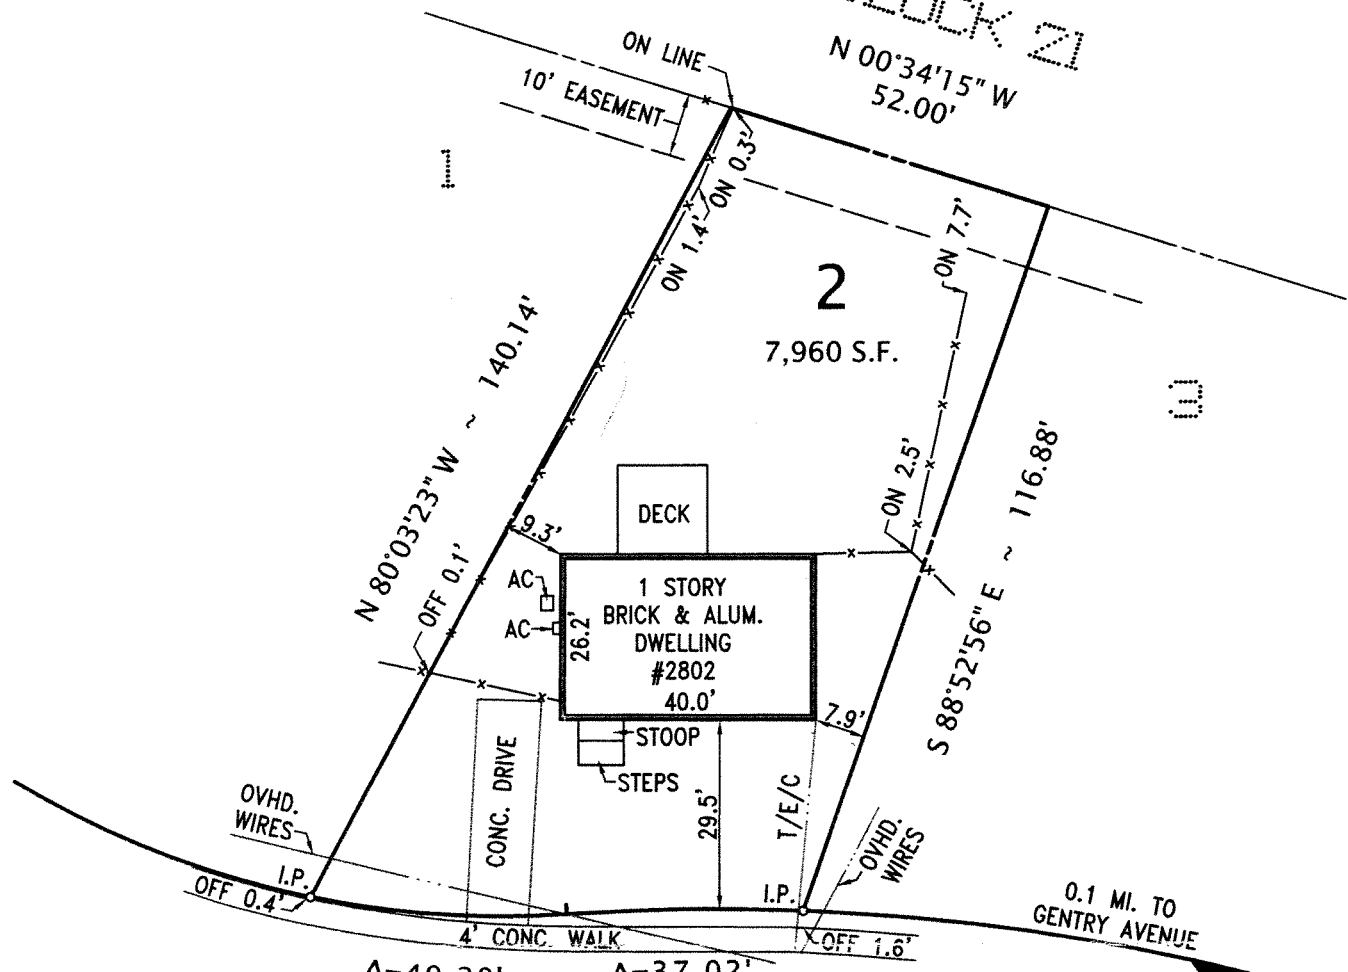 BLOCK 21
N 00°34'15" W
52.00'
ON LINE
10' EASEMENT
ON 0.3'
ON 1.4'
ON 7.7'
1
2
7,960 S.F.
3
N 80°03'23" W ~ 140.14'
ON 2.5'
S 88°52'56" E ~ 116.88'
DECK
9.3'
OFF 0.1'
AC
AC
26.2'
1 STORY
BRICK & ALUM.
DWELLING
#2802
40.0'
7.9'
STOOP
STEPS
CONC. DRIVE
29.5'
T/E/C
OVHD.
WIRES
OVHD.
WIRES
I.P.
OFF 0.4'
I.P.
OFF 1.6'
4' CONC. WALK
0.1 MI. TO
GENTRY AVENUE